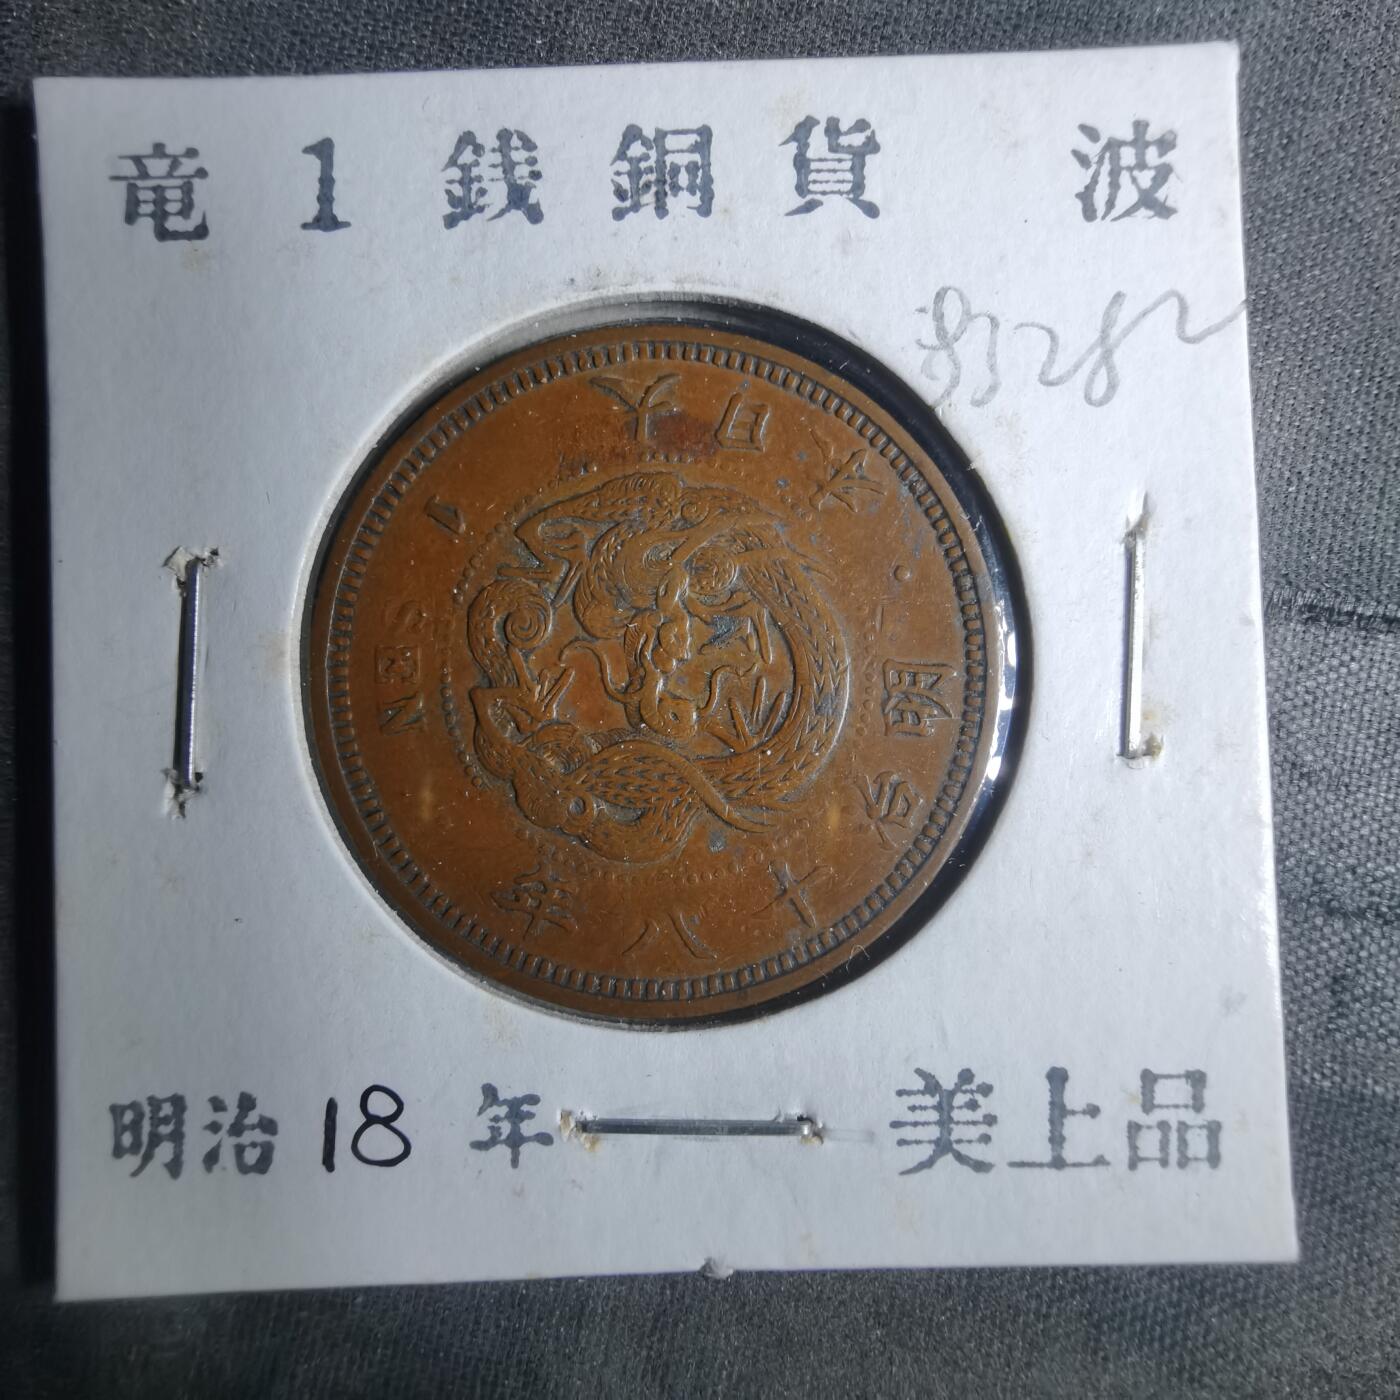 竜1銭銅貨 波
大日本 · 明治十八年 · 1 SEN
明治18年 美上品